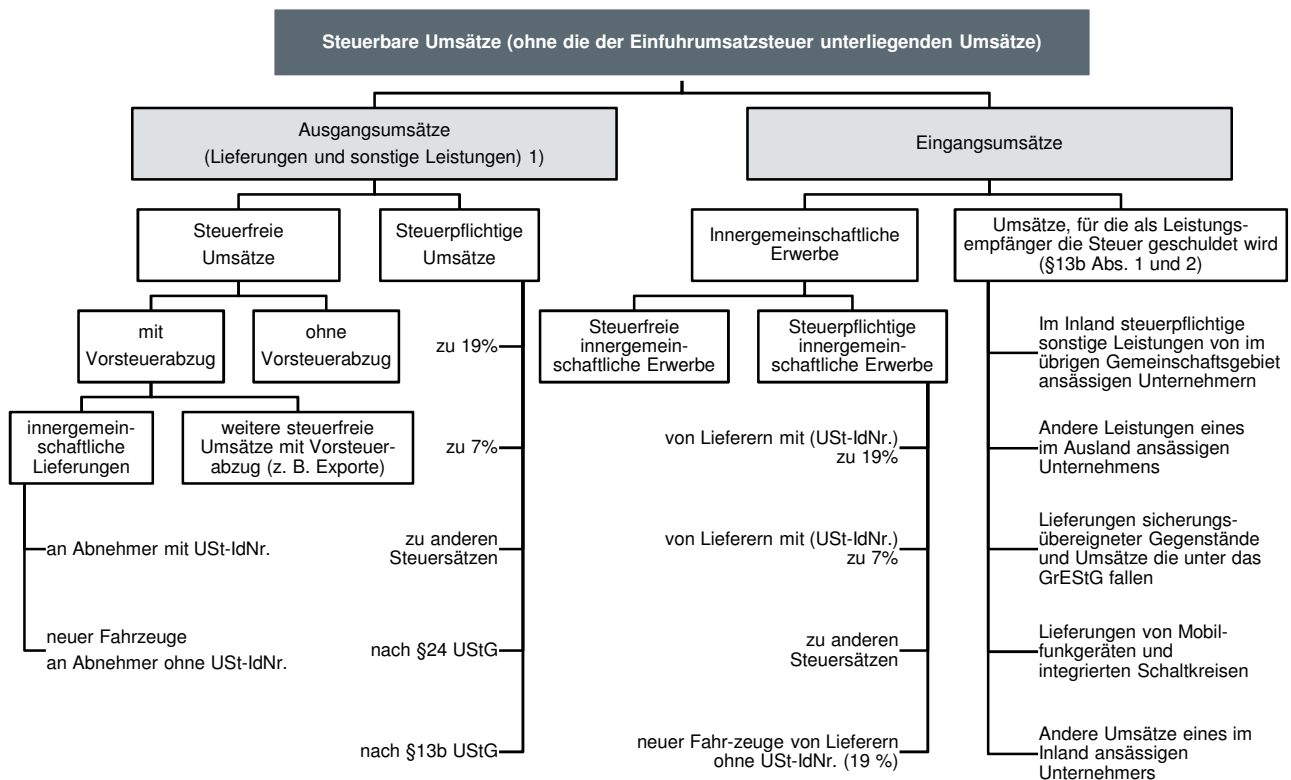 Steuerbare Umsätze (ohne die der Einfuhrumsatzsteuer unterliegenden Umsätze)
Ausgangsumsätze
(Lieferungen und sonstige Leistungen) 1)
Eingangsumsätze
Steuerfreie
Umsätze
Steuerpflichtige
Umsätze
Innergemeinschaftliche
Erwerbe
Umsätze, für die als Leistungs-
empfänger die Steuer geschuldet wird
(§13b Abs. 1 und 2)
mit
Vorsteuerabzug
ohne
Vorsteuerabzug
zu 19%
Steuerfreie
innergemein-
schaftliche Erwerbe
Steuerpflichtige
innergemein-
schaftliche Erwerbe
Im Inland steuerpflichtige
sonstige Leistungen von im
übrigen Gemeinschaftsgebiet
ansässigen Unternehmern
innergemein-
schaftliche
Lieferungen
weitere steuerfreie
Umsätze mit Vorsteuer-
abzug (z. B. Exporte)
zu 7%
von Lieferern mit (USt-IdNr.)
zu 19%
Andere Leistungen eines
im Ausland ansässigen
Unternehmens
an Abnehmer mit USt-IdNr.
zu anderen
Steuersätzen
von Lieferern mit (USt-IdNr.)
zu 7%
Lieferungen sicherungs-
übereigneter Gegenstände
und Umsätze die unter das
GrEStG fallen
neuer Fahrzeuge
an Abnehmer ohne USt-IdNr.
nach §24 UStG
zu anderen
Steuersätzen
Lieferungen von Mobil-
funkgeräten und
integrierten Schaltkreisen
nach §13b UStG
neuer Fahr-zeuge von Lieferern
ohne USt-IdNr. (19 %)
Andere Umsätze eines im
Inland ansässigen
Unternehmers